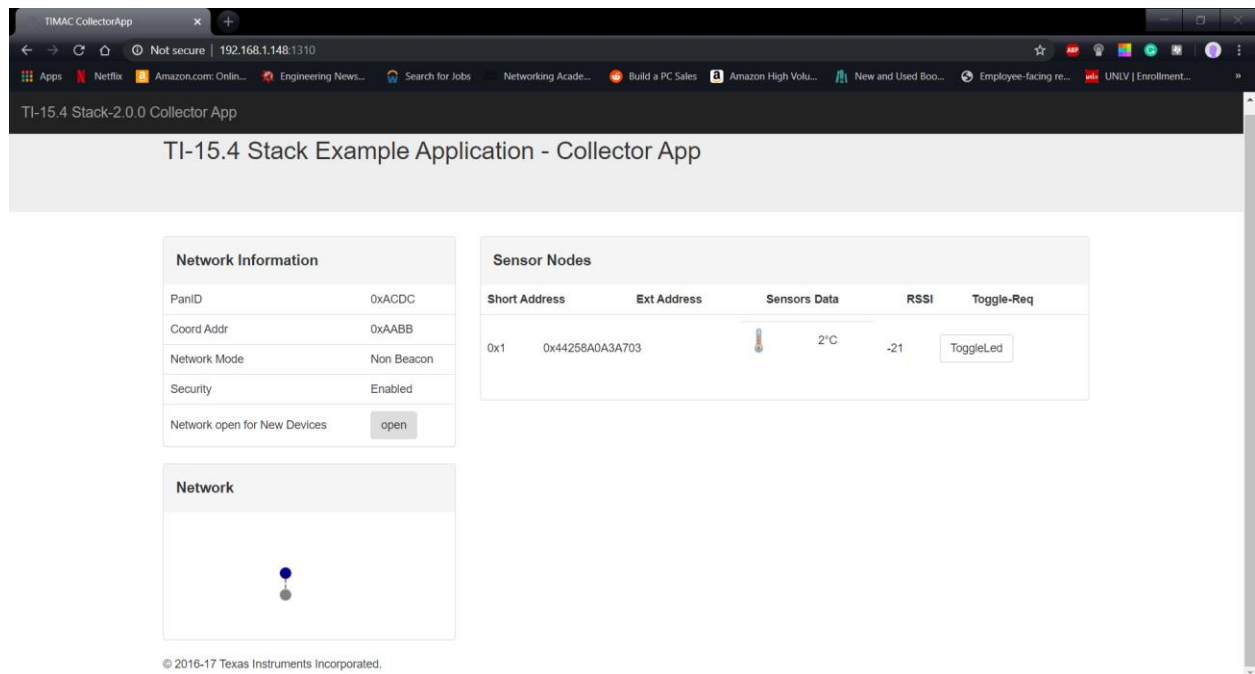 TIMAC CollectorApp
Not secure | 192.168.1.148:1310
ABP
Apps Netflix Amazon.com: Onlin... Engineering News... Search for Jobs Networking Acade... Build a PC Sales Amazon High Volu... New and Used Boo... Employee-facing re... UNLV | Enrollment... »
TI-15.4 Stack-2.0.0 Collector App
TI-15.4 Stack Example Application - Collector App
Network Information
PanID 0xACDC
Coord Addr 0xAABB
Network Mode Non Beacon
Security Enabled
Network open for New Devices open
Sensor Nodes
Short Address Ext Address Sensors Data RSSI Toggle-Req
0x1 0x44258A0A3A703 2°C -21 ToggleLed
Network
© 2016-17 Texas Instruments Incorporated.